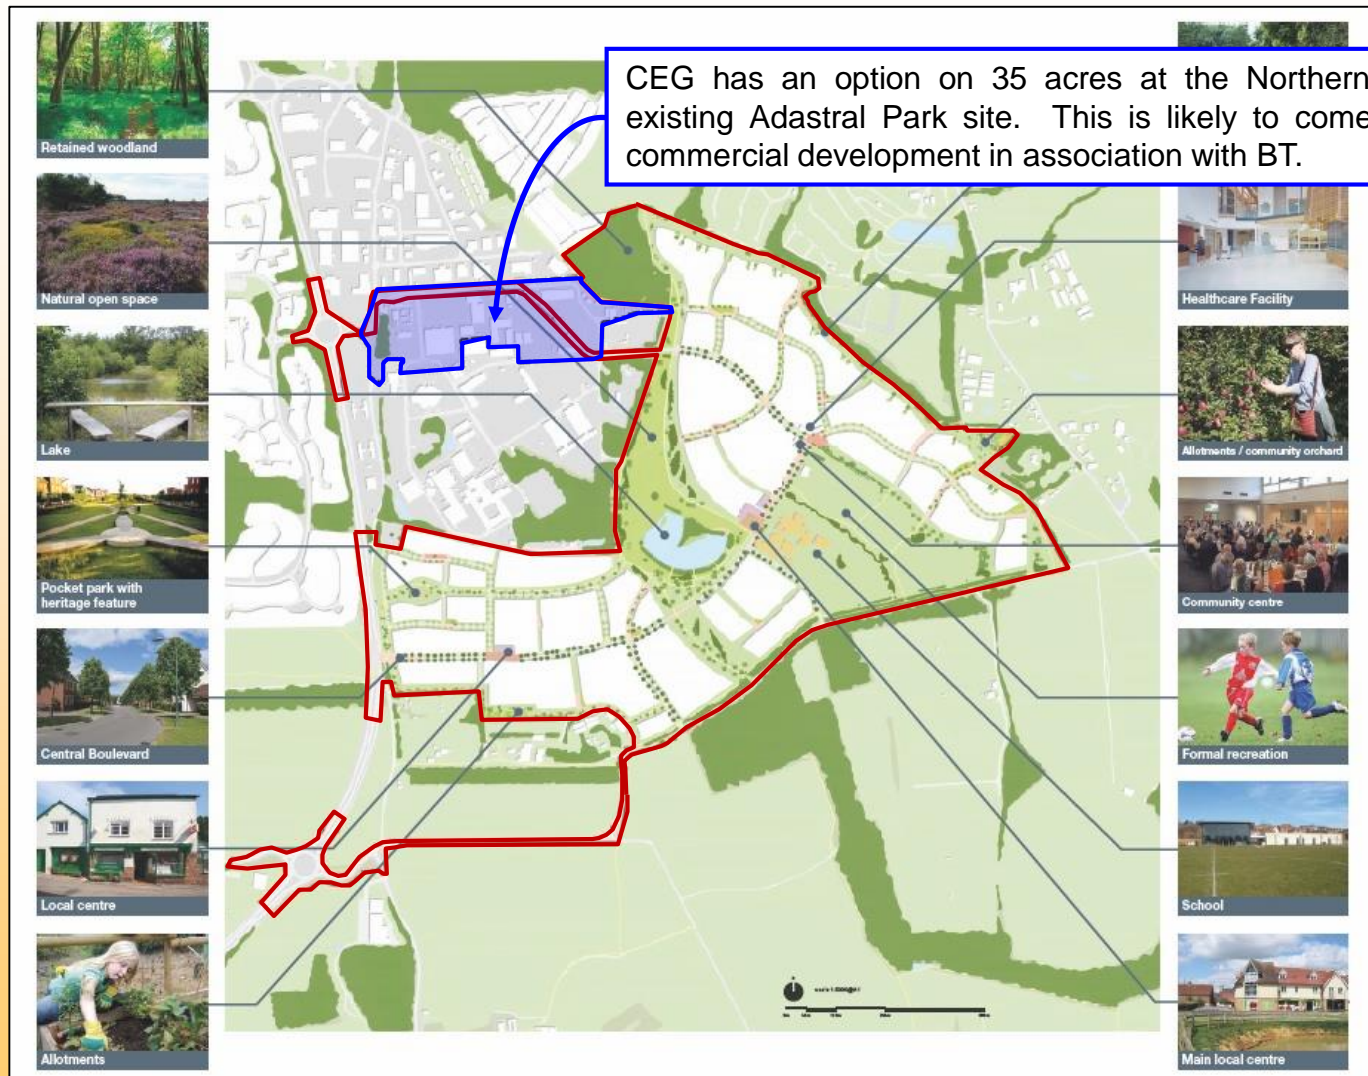 CEG has an option on 35 acres at the Northern
existing Adastral Park site. This is likely to come
commercial development in association with BT.
Retained woodland
Natural open space
Lake
Pocket park with
heritage feature
Central Boulevard
Local centre
Allotments
Healthcare Facility
Allotments / community orchard
Community centre
Formal recreation
School
Main local centre